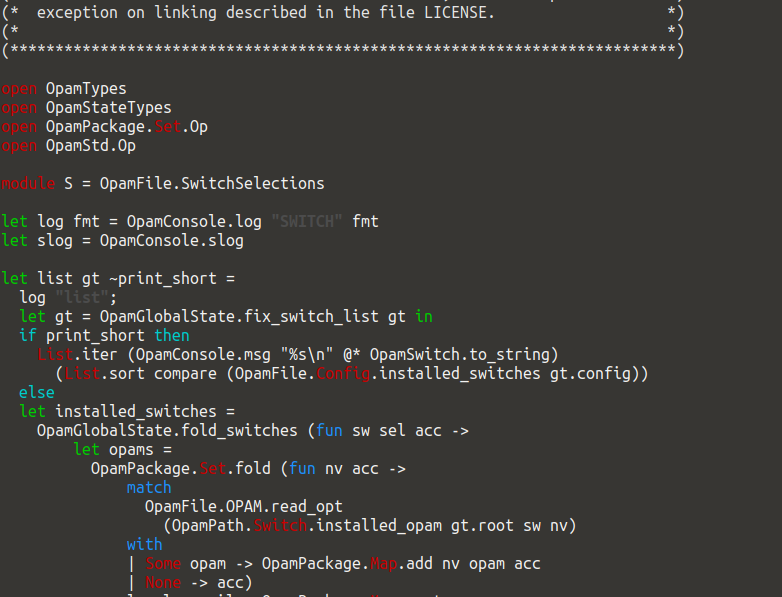 (*  exception on linking described in the file LICENSE.                   *)
(*                                                                        *)
(**************************************************************************)
open OpamTypes
open OpamStateTypes
open OpamPackage.Set.Op
open OpamStd.Op
module S = OpamFile.SwitchSelections
let log fmt = OpamConsole.log "SWITCH" fmt
let slog = OpamConsole.slog
let list gt ~print_short =
  log "list";
  let gt = OpamGlobalState.fix_switch_list gt in
  if print_short then
    List.iter (OpamConsole.msg "%s\n" @* OpamSwitch.to_string)
      (List.sort compare (OpamFile.Config.installed_switches gt.config))
  else
  let installed_switches =
    OpamGlobalState.fold_switches (fun sw sel acc ->
        let opams =
          OpamPackage.Set.fold (fun nv acc ->
              match
                OpamFile.OPAM.read_opt
                  (OpamPath.Switch.installed_opam gt.root sw nv)
              with
              | Some opam -> OpamPackage.Map.add nv opam acc
              | None -> acc)